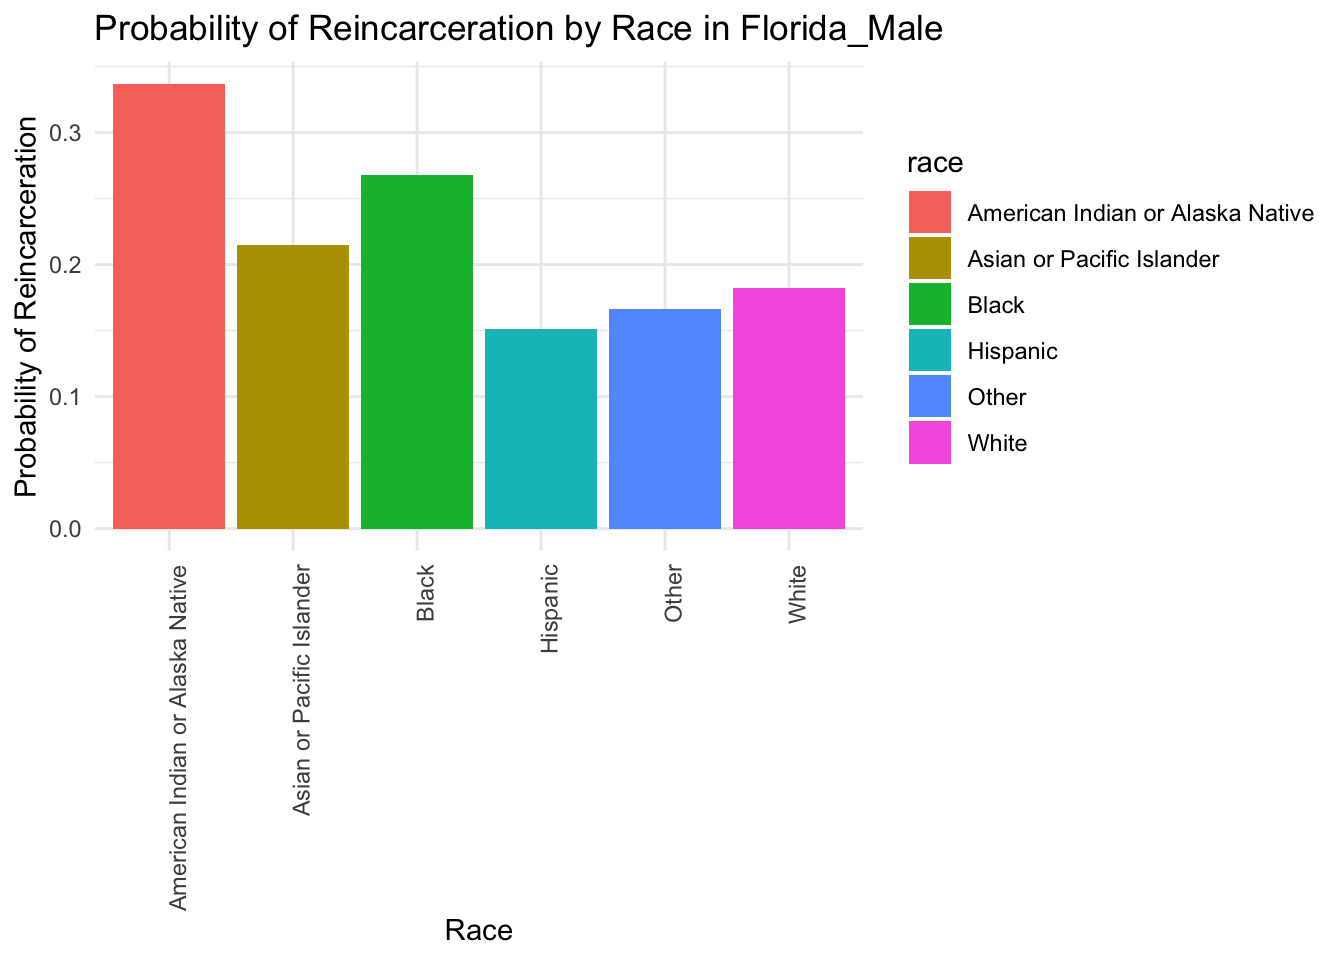 Probability of Reincarceration by Race in Florida_Male
Probability of Reincarceration
0.3
0.2
0.1
0.0
American Indian or Alaska Native
Asian or Pacific Islander
Black
Hispanic
Other
White
Race
race
American Indian or Alaska Native
Asian or Pacific Islander
Black
Hispanic
Other
White